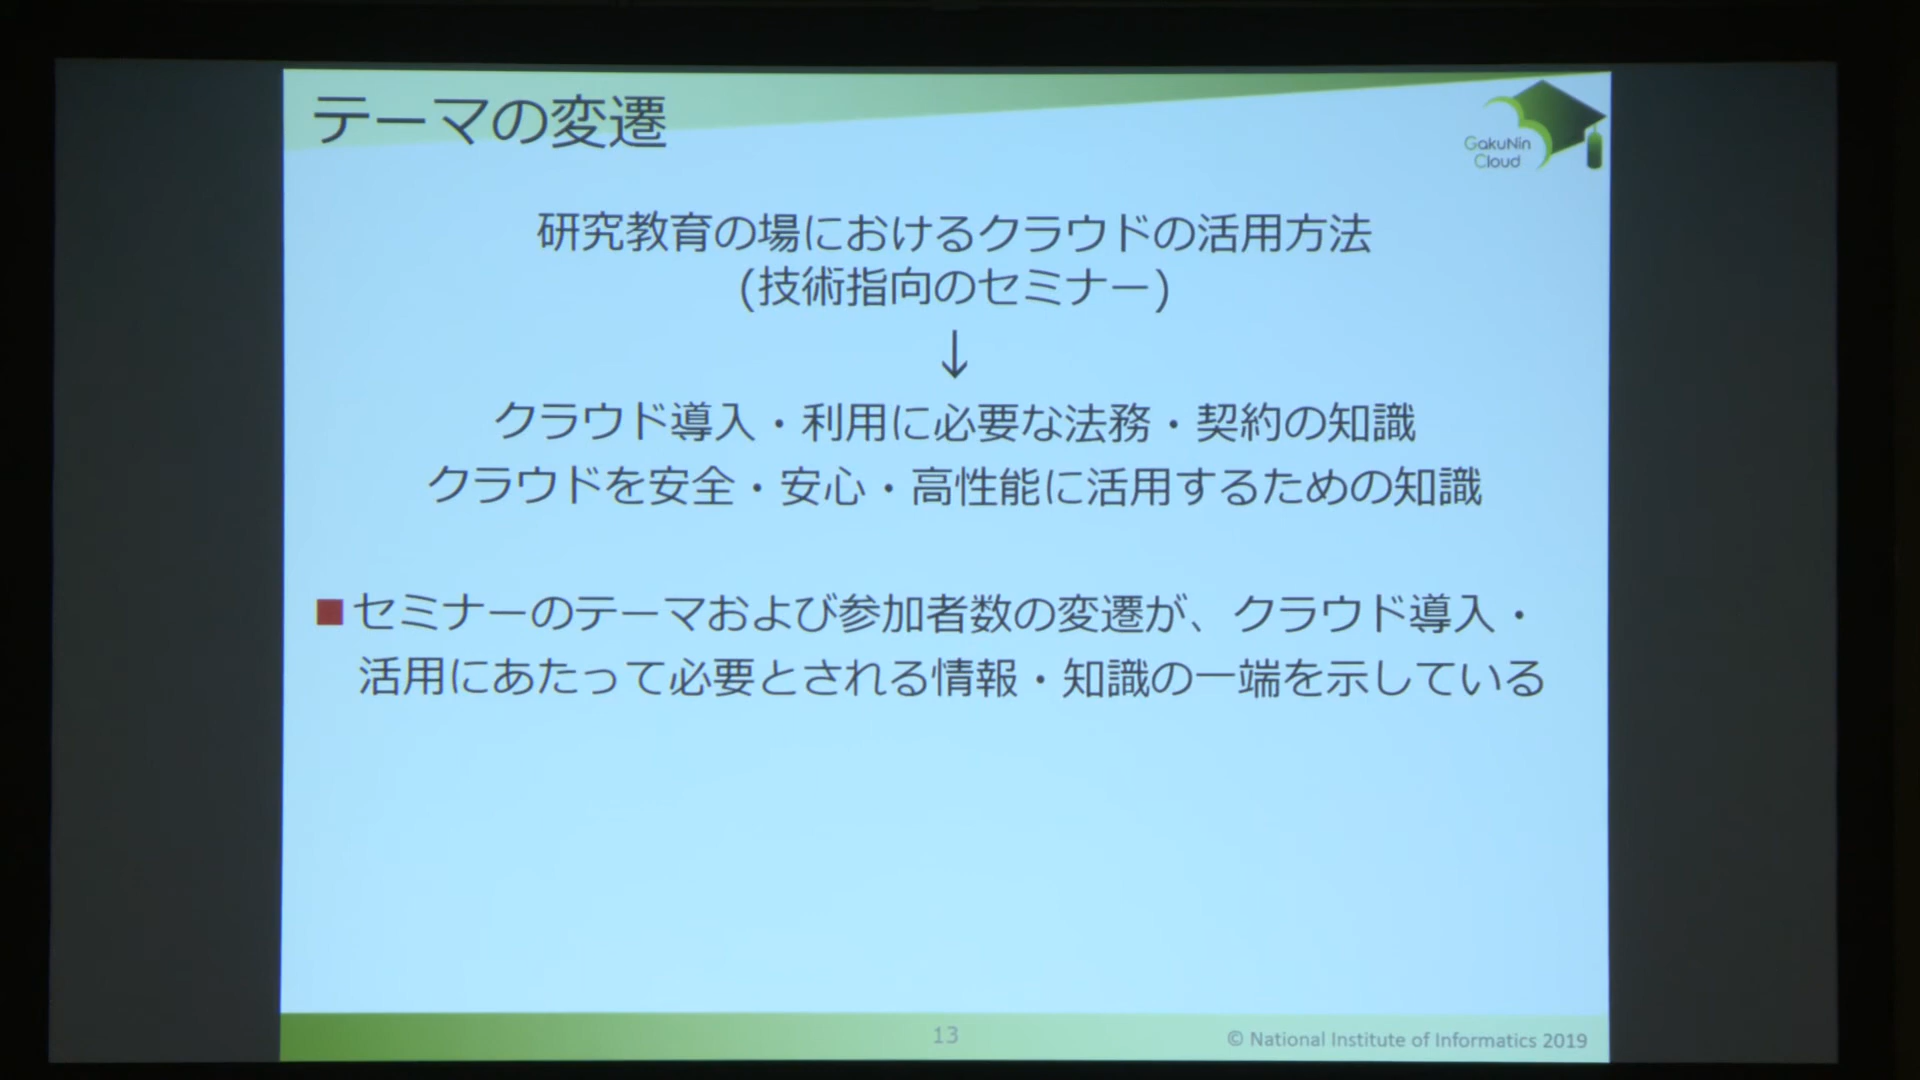 テーマの変遷
GakuNin
Cloud
研究教育の場におけるクラウドの活用方法
(技術指向のセミナー)
↓
クラウド導入・利用に必要な法務・契約の知識
クラウドを安全・安心・高性能に活用するための知識
■セミナーのテーマおよび参加者数の変遷が、クラウド導入・
活用にあたって必要とされる情報・知識の一端を示している
13
© National Institute of Informatics 2019